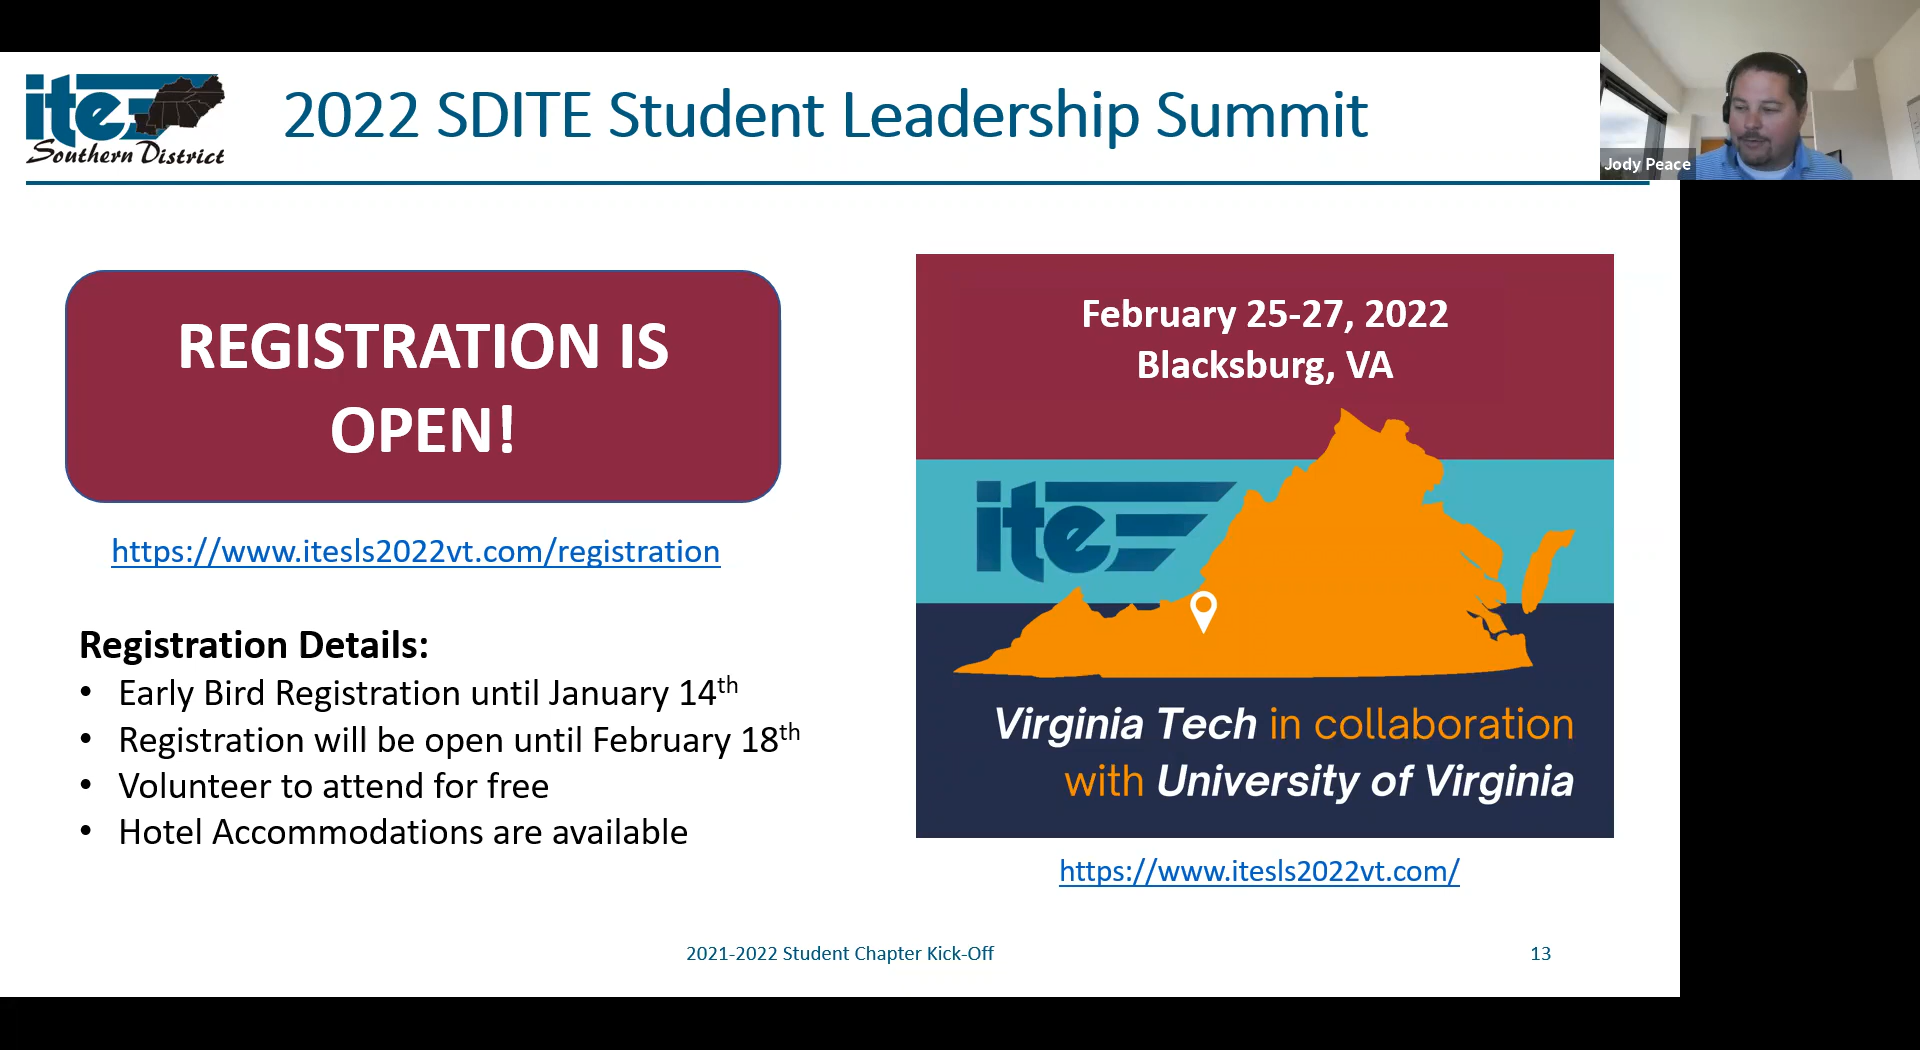 ite
Southern District
2022 SDITE Student Leadership Summit
Jody Peace
REGISTRATION IS
OPEN!
https://www.itesls2022vt.com/registration
Registration Details:
• Early Bird Registration until January 14th
• Registration will be open until February 18th
• Volunteer to attend for free
• Hotel Accommodations are available
February 25-27, 2022
Blacksburg, VA
ite
Virginia Tech in collaboration
with University of Virginia
https://www.itesls2022vt.com/
2021-2022 Student Chapter Kick-Off
13